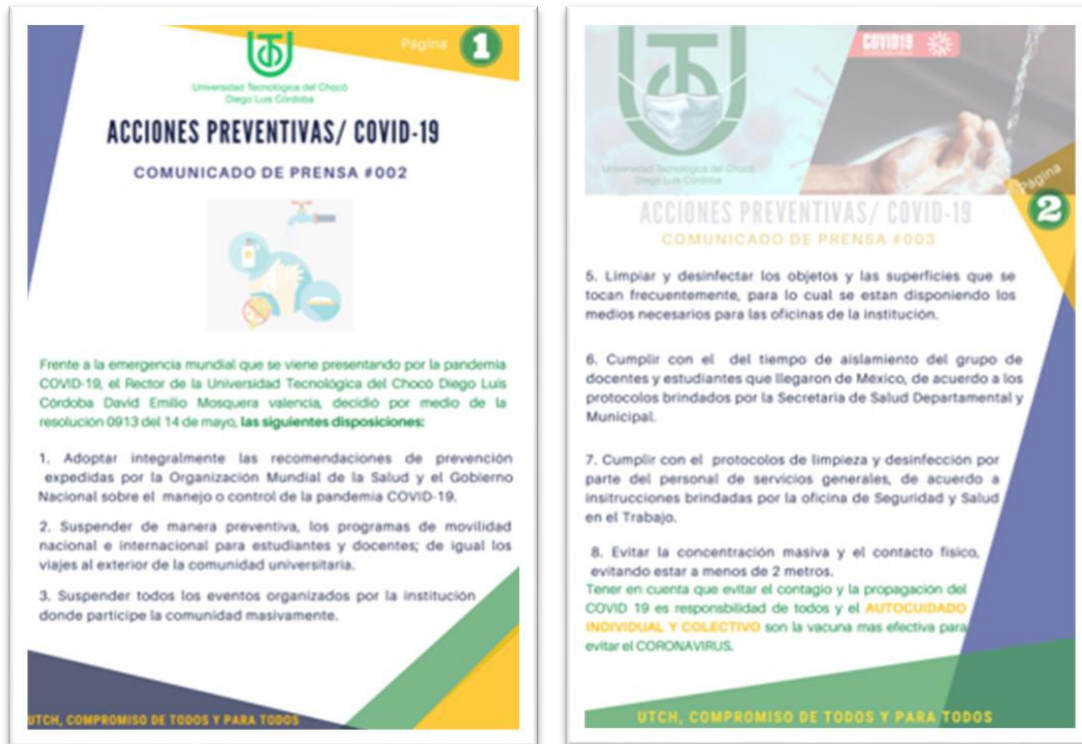 Página 1
Universidad Tecnológica del Chocó
Diego Luis Córdoba
ACCIONES PREVENTIVAS/ COVID-19
COMUNICADO DE PRENSA #002
Frente a la emergencia mundial que se viene presentando por la pandemia
COVID-19, el Rector de la Universidad Tecnológica del Chocó Diego Luis
Córdoba David Emilio Mosquera valencia, decidió por medio de la
resolución 0913 del 14 de mayo, las siguientes disposiciones:
1. Adoptar integralmente las recomendaciones de prevención
expedidas por la Organización Mundial de la Salud y el Gobierno
Nacional sobre el manejo o control de la pandemia COVID-19.
2. Suspender de manera preventiva, los programas de movilidad
nacional e internacional para estudiantes y docentes; de igual los
viajes al exterior de la comunidad universitaria.
3. Suspender todos los eventos organizados por la institución
donde participe la comunidad masivamente.
UTCH, COMPROMISO DE TODOS Y PARA TODOS
COVID19
Universidad Tecnológica del Chocó
Diego Luis Córdoba
Página
2
ACCIONES PREVENTIVAS/ COVID-19
COMUNICADO DE PRENSA #003
5. Limpiar y desinfectar los objetos y las superficies que se
tocan frecuentemente, para lo cual se estan disponiendo los
medios necesarios para las oficinas de la institución.
6. Cumplir con el del tiempo de aislamiento del grupo de
docentes y estudiantes que llegaron de México, de acuerdo a los
protocolos brindados por la Secretaria de Salud Departamental y
Municipal.
7. Cumplir con el protocolos de limpieza y desinfección por
parte del personal de servicios generales, de acuerdo a
insitrucciones brindadas por la oficina de Seguridad y Salud
en el Trabajo.
8. Evitar la concentración masiva y el contacto físico,
evitando estar a menos de 2 metros.
Tener en cuenta que evitar el contagio y la propagación del
COVID 19 es responsbilidad de todos y el AUTOCUIDADO
INDIVIDUAL Y COLECTIVO son la vacuna mas efectiva para
evitar el CORONAVIRUS.
UTCH, COMPROMISO DE TODOS Y PARA TODOS